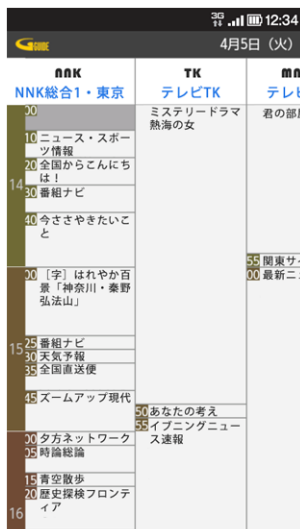 3G 12:34
G GUIDE 4月5日（火）
NNK TK
NNK総合1・東京 テレビTK テレビ
00
10 ニュース・スポー
ツ情報
20 全国からこんにち
は！
30 番組ナビ
40 今ささやきたいこ
と
14
00 ［字］はれやか百
景「神奈川・秦野
弘法山」
25 番組ナビ
30 天気予報
35 全国直送便
45 ズームアップ現代
15
00 夕方ネットワーク
05 時論総論
15 青空散歩
20 歴史探検フロンテ
ィア
16
ミステリードラマ
熱海の女
50 あなたの考え
55 イブニングニュー
ス速報
君の部
55 関東サイ
00 最新ニ